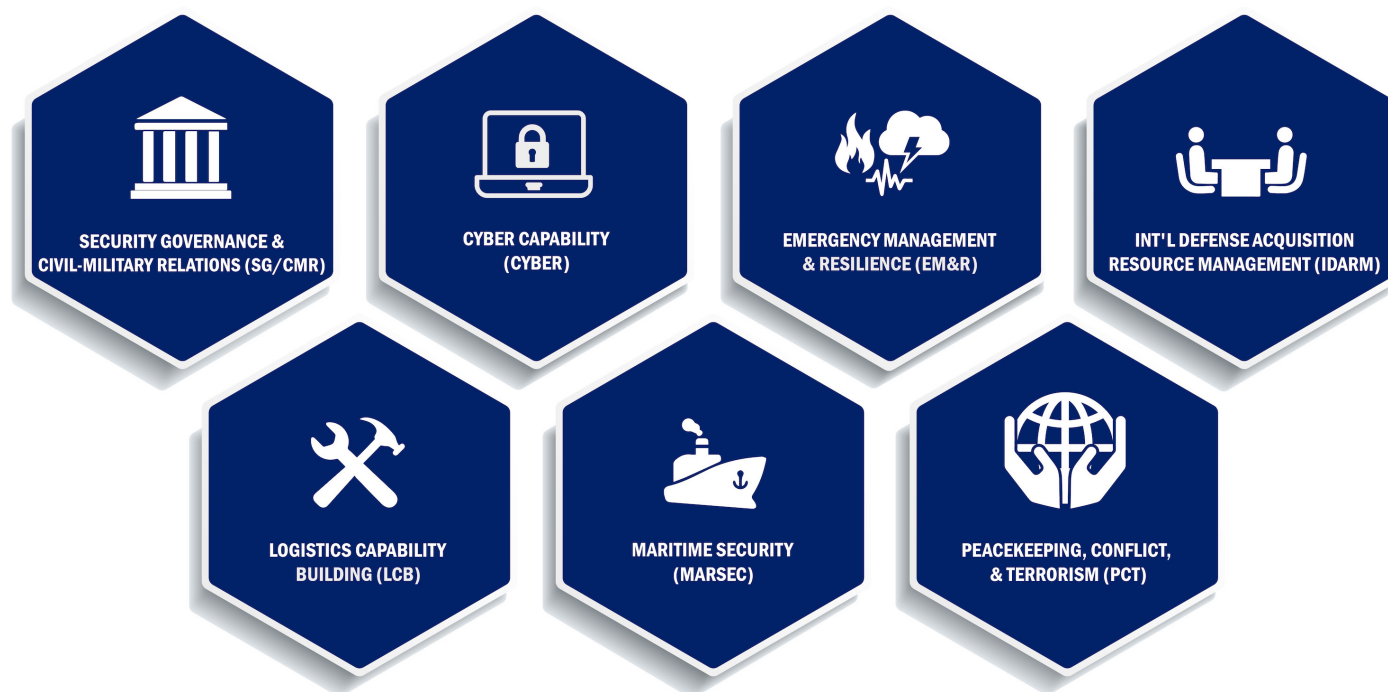 SECURITY GOVERNANCE &
CIVIL-MILITARY RELATIONS (SG/CMR)
CYBER CAPABILITY
(CYBER)
EMERGENCY MANAGEMENT
& RESILIENCE (EM&R)
INT'L DEFENSE ACQUISITION
RESOURCE MANAGEMENT (IDARM)
LOGISTICS CAPABILITY
BUILDING (LCB)
MARITIME SECURITY
(MARSEC)
PEACEKEEPING, CONFLICT,
& TERRORISM (PCT)